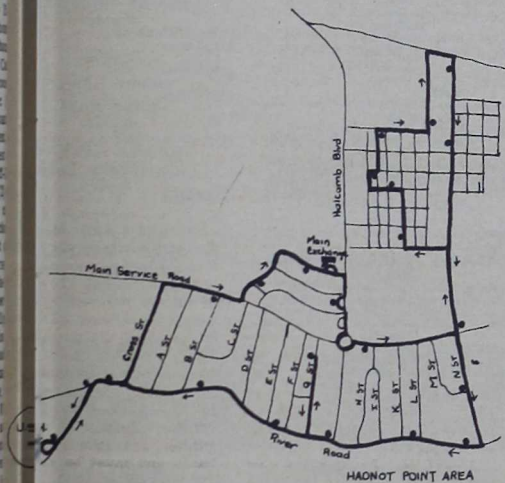 Holcomb Blvd
Main
Main Service Road
Cross St
A ST
B ST
C ST
D ST
E ST
F ST
G ST
H ST
I ST
K ST
L ST
M ST
N ST
River Road
HADNOT POINT AREA